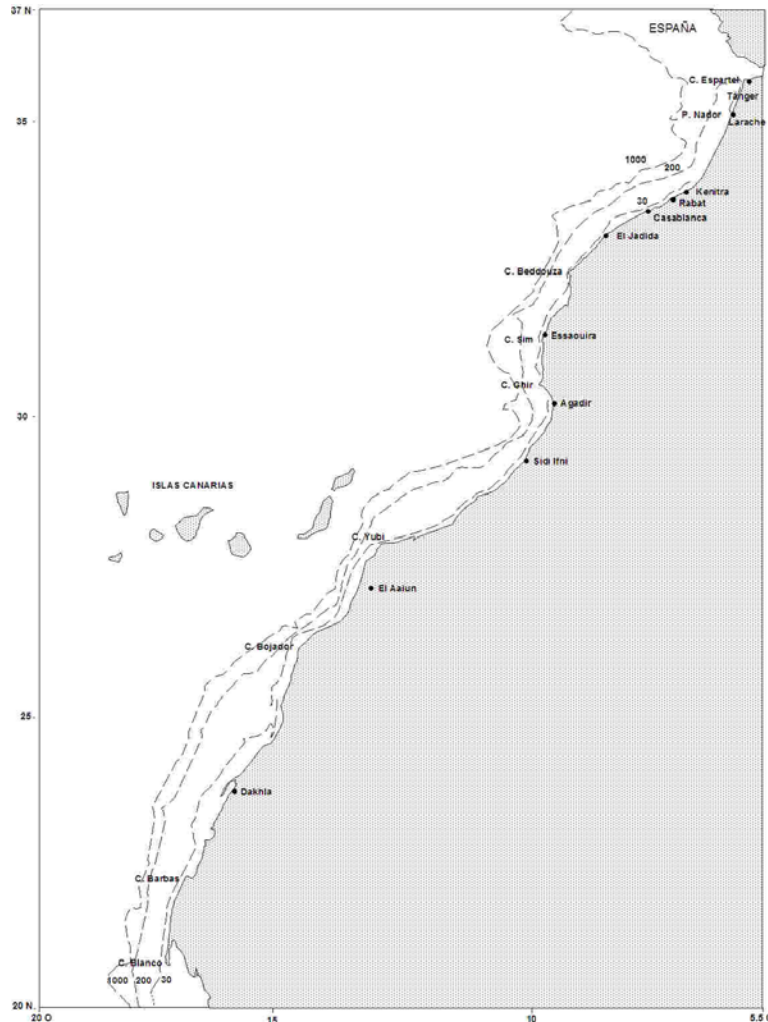 37 N
ESPAÑA
C. Espartel
Tánger
P. Nador
Larache
35
1000
200
Kenitra
30
Rabat
Casablanca
El Jadida
C. Beddouza
C. Sim
Essaouira
C. Ghir
Agadir
30
Sidi Ifni
ISLAS CANARIAS
C. Yubi
El Aaiun
C. Bojador
25
Dakhla
C. Barbas
C. Blanco
1000 200 30
20 N
20 O 15 10 5,5